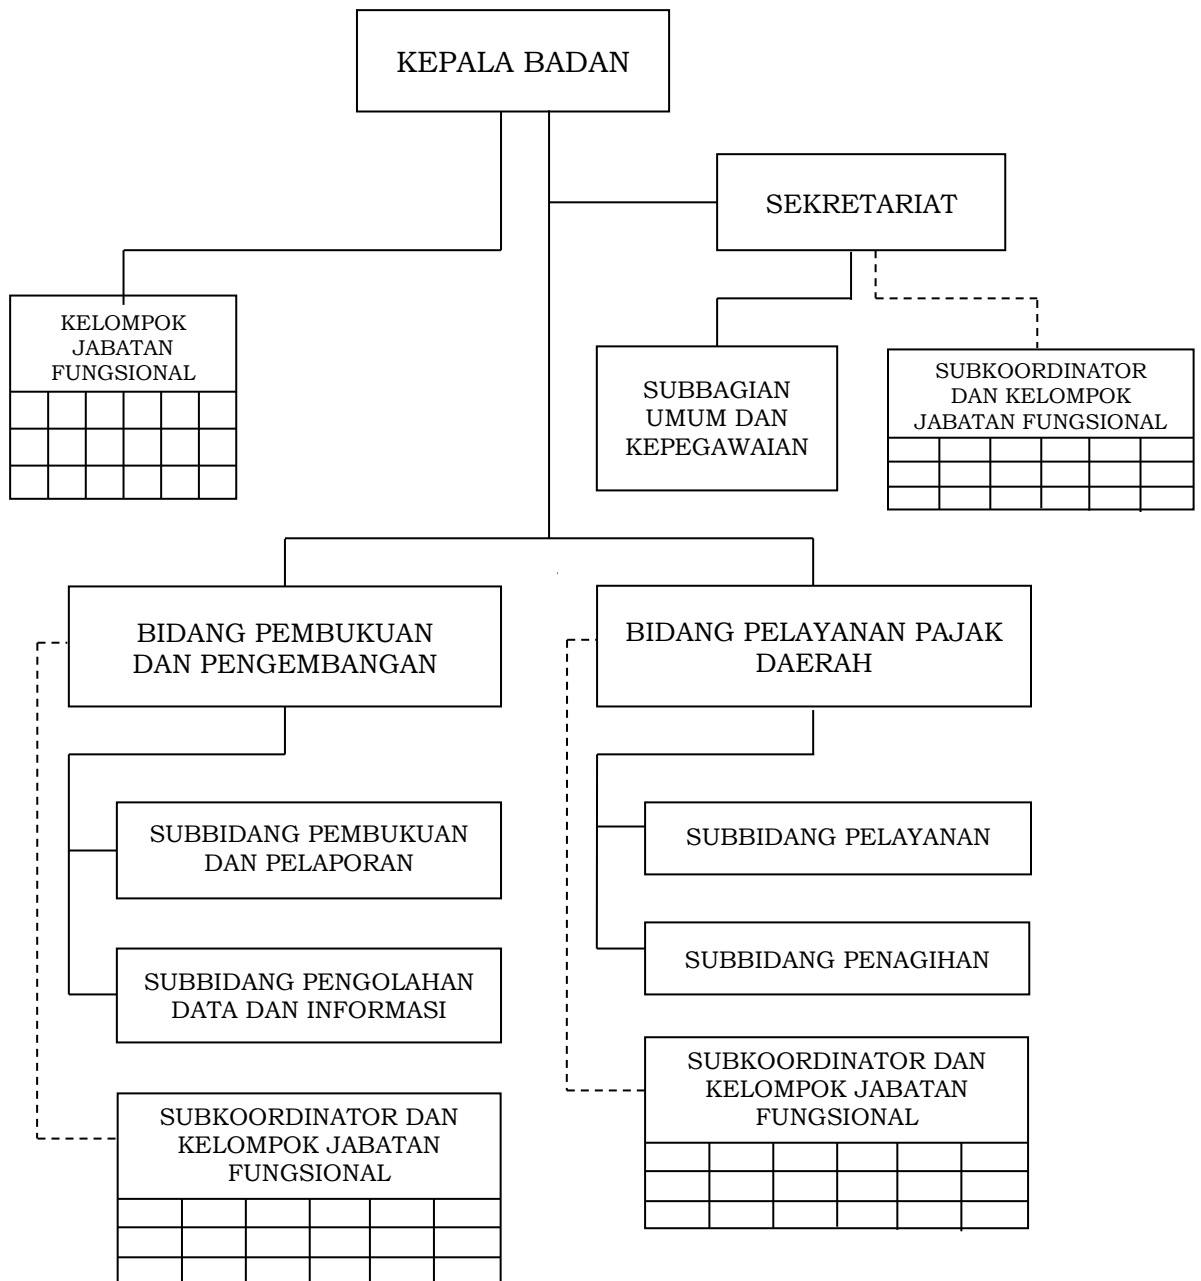 KEPALA BADAN
SEKRETARIAT
KELOMPOK
JABATAN
FUNGSIONAL
SUBBAGIAN
UMUM DAN
KEPEGAWAIAN
SUBKOORDINATOR
DAN KELOMPOK
JABATAN FUNGSIONAL
BIDANG PEMBUKUAN
DAN PENGEMBANGAN
BIDANG PELAYANAN PAJAK
DAERAH
SUBBIDANG PEMBUKUAN
DAN PELAPORAN
SUBBIDANG PELAYANAN
SUBBIDANG PENGOLAHAN
DATA DAN INFORMASI
SUBBIDANG PENAGIHAN
SUBKOORDINATOR DAN
KELOMPOK JABATAN
FUNGSIONAL
SUBKOORDINATOR DAN
KELOMPOK JABATAN
FUNGSIONAL